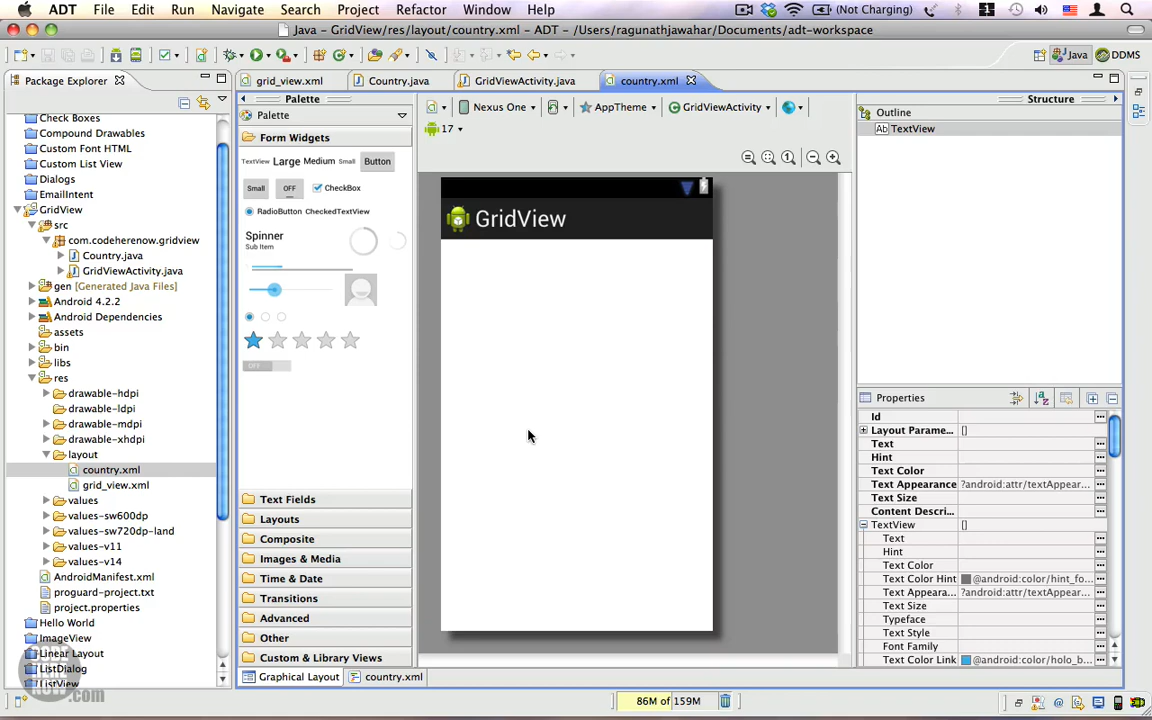 ADT File Edit Run Navigate Search Project Refactor Window Help (Not Charging) 1
Java – GridView/res/layout/country.xml – ADT – /Users/ragunathjawahar/Documents/adt-workspace
Java DDMS
Package Explorer
grid_view.xml Country.java GridViewActivity.java country.xml
Check Boxes
Compound Drawables
Custom Font HTML
Custom List View
Dialogs
EmailIntent
GridView
src
com.codeherenow.gridview
Country.java
GridViewActivity.java
gen [Generated Java Files]
Android 4.2.2
Android Dependencies
assets
bin
libs
res
drawable-hdpi
drawable-ldpi
drawable-mdpi
drawable-xhdpi
layout
country.xml
grid_view.xml
values
values-sw600dp
values-sw720dp-land
values-v11
values-v14
AndroidManifest.xml
proguard-project.txt
project.properties
Hello World
ImageView
Linear Layout
ListDialog
ListView
CODE HERE NOW .com
Palette
Palette
Form Widgets
TextView Large Medium Small Button
Small OFF CheckBox
RadioButton CheckedTextView
Spinner
Sub Item
OFF
Text Fields
Layouts
Composite
Images & Media
Time & Date
Transitions
Advanced
Other
Custom & Library Views
Graphical Layout country.xml
Nexus One AppTheme GridViewActivity
17
1
GridView
Structure
Outline
Ab TextView
Properties
Id
Layout Parame... []
Text
Hint
Text Color
Text Appearance ?android:attr/textAppear...
Text Size
Content Descri...
TextView []
Text
Hint
Text Color
Text Color Hint @android:color/hint_fo...
Text Appeara... ?android:attr/textAppear...
Text Size
Typeface
Text Style
Font Family
Text Color Link @android:color/holo_b...
86M of 159M